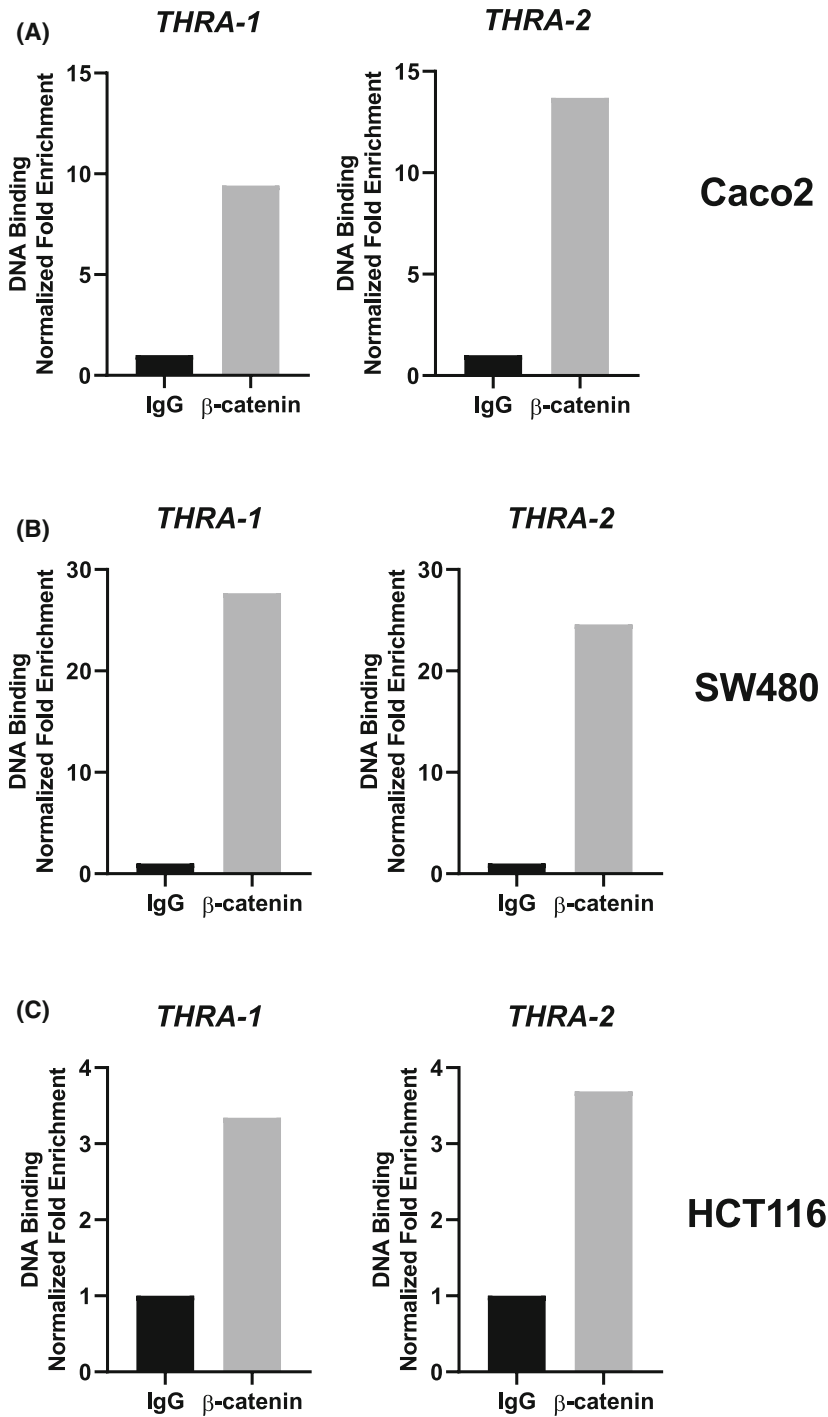 (A)
THRA-1
THRA-2
DNA Binding
Normalized Fold Enrichment
15
10
5
0
IgG β-catenin
DNA Binding
Normalized Fold Enrichment
15
10
5
0
IgG β-catenin
Caco2
(B)
THRA-1
THRA-2
DNA Binding
Normalized Fold Enrichment
30
20
10
0
IgG β-catenin
DNA Binding
Normalized Fold Enrichment
30
20
10
0
IgG β-catenin
SW480
(C)
THRA-1
THRA-2
DNA Binding
Normalized Fold Enrichment
4
3
2
1
0
IgG β-catenin
DNA Binding
Normalized Fold Enrichment
4
3
2
1
0
IgG β-catenin
HCT116